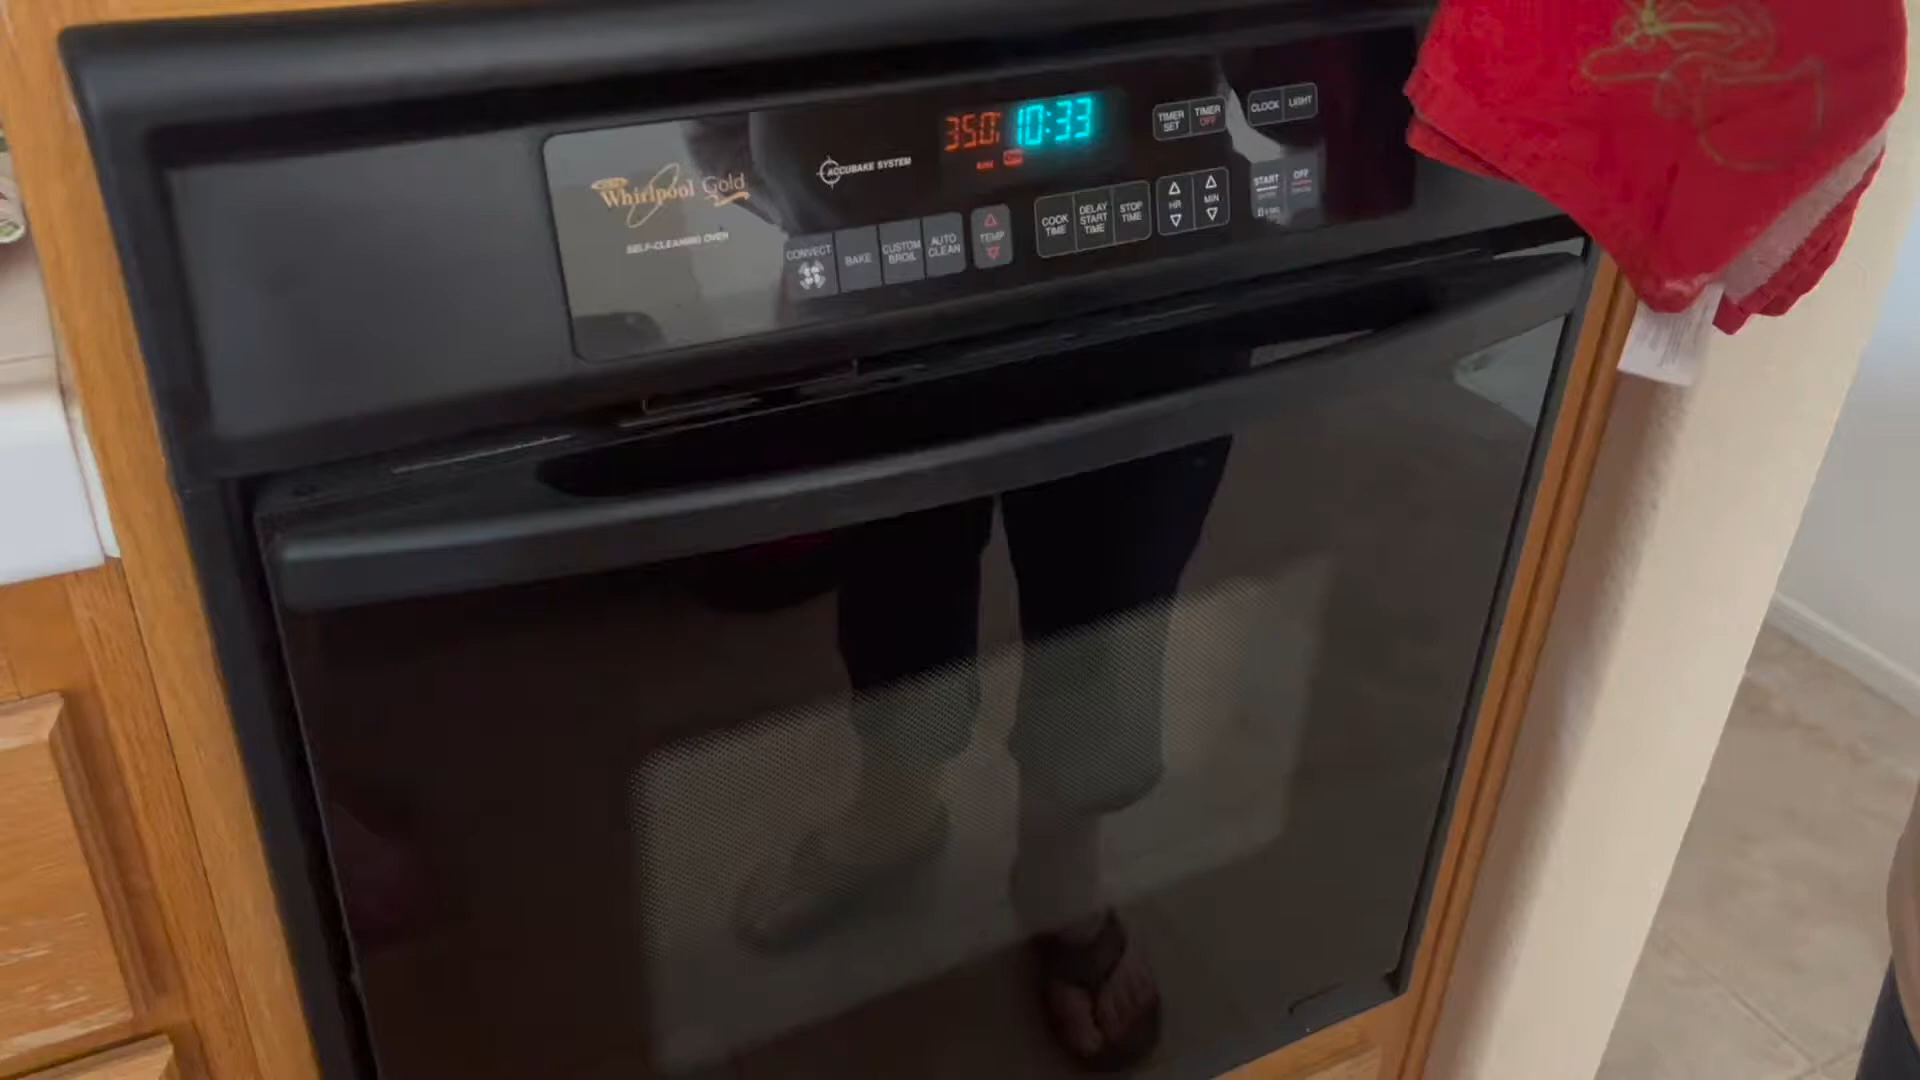 350° 10:33
TIMER SET
TIMER OFF
CLOCK
LIGHT
ACCUBAKE SYSTEM
Whirlpool Gold
SELF-CLEANING OVEN
CONVECT
BAKE
CUSTOM BROIL
AUTO CLEAN
TEMP
COOK TIME
DELAY START TIME
STOP TIME
HR
MIN
START
OFF